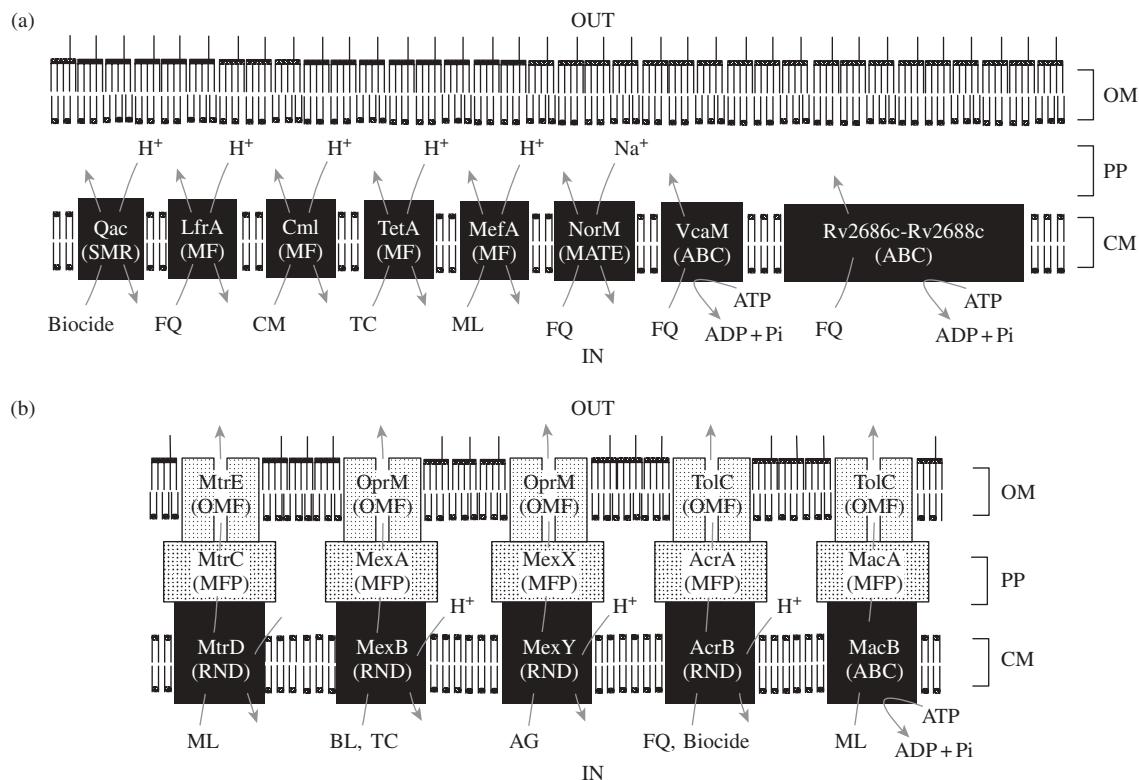 (a)
OUT
OM
H+ H+ H+ H+ H+ Na+
PP
Qac LfrA Cml TetA MefA NorM VcaM Rv2686c-Rv2688c
(SMR) (MF) (MF) (MF) (MF) (MATE) (ABC) (ABC)
CM
ATP ATP
Biocide FQ CM TC ML FQ FQ ADP + Pi FQ ADP + Pi
IN
(b)
OUT
MtrE OprM OprM TolC TolC
(OMF) (OMF) (OMF) (OMF) (OMF)
OM
MtrC MexA MexX AcrA MacA
(MFP) (MFP) (MFP) (MFP) (MFP)
PP
H+ H+ H+
MtrD MexB MexY AcrB MacB
(RND) (RND) (RND) (RND) (ABC)
CM
ATP
ML BL, TC AG FQ, Biocide ML ADP + Pi
IN